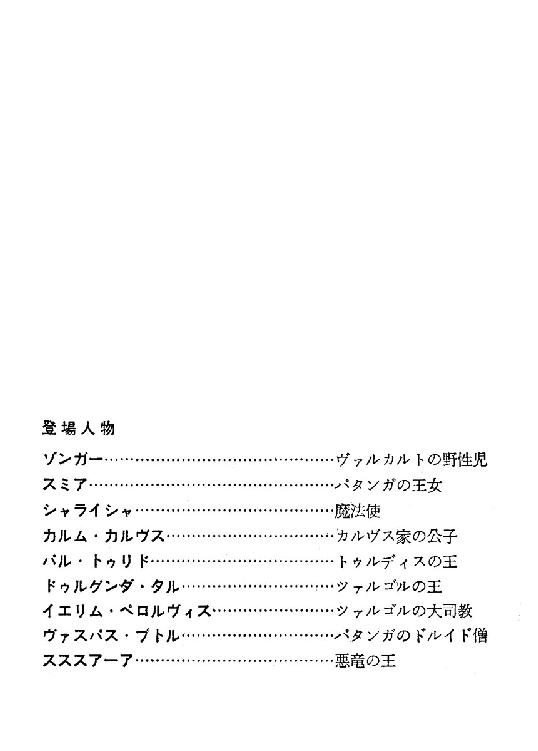 登場人物
ゾンガー……………………………………ヴァルカルトの野性児
スミア………………………………………パタンガの王女
シャライシャ………………………………魔法使
カルム・カルヴス…………………………カルヴス家の公子
パル・トゥリド……………………………トゥルディスの王
ドゥルグンダ・タル………………………ツァルゴルの王
イエリム・ペロルヴィス…………………ツァルゴルの大司教
ヴァスパス・プトル………………………パタンガのドルイド僧
スススアーア………………………………悪竜の王